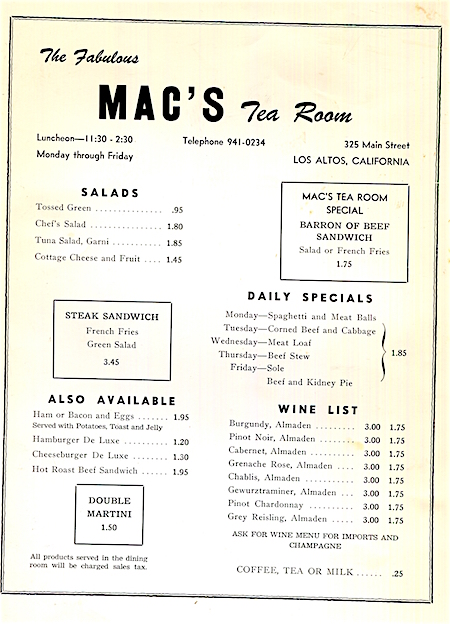 The Fabulous
MAC'S Tea Room
Luncheon—11:30 - 2:30
Monday through Friday
Telephone 941-0234
325 Main Street
LOS ALTOS, CALIFORNIA
SALADS
Tossed Green ............... .95
Chef's Salad ............... 1.80
Tuna Salad, Garni ........... 1.85
Cottage Cheese and Fruit .... 1.45
MAC'S TEA ROOM
SPECIAL
BARRON OF BEEF
SANDWICH
Salad or French Fries
1.75
STEAK SANDWICH
French Fries
Green Salad
3.45
DAILY SPECIALS
Monday—Spaghetti and Meat Balls
Tuesday—Corned Beef and Cabbage
Wednesday—Meat Loaf
Thursday—Beef Stew
Friday—Sole
Beef and Kidney Pie
1.85
ALSO AVAILABLE
Ham or Bacon and Eggs ....... 1.95
Served with Potatoes, Toast and Jelly
Hamburger De Luxe ........... 1.20
Cheeseburger De Luxe ........ 1.30
Hot Roast Beef Sandwich ...... 1.95
DOUBLE
MARTINI
1.50
All products served in the dining
room will be charged sales tax.
WINE LIST
Burgundy, Almaden ......... 3.00 1.75
Pinot Noir, Almaden ........ 3.00 1.75
Cabernet, Almaden .......... 3.00 1.75
Grenache Rose, Almaden .... 3.00 1.75
Chablis, Almaden ........... 3.00 1.75
Gewurztraminer, Almaden ... 3.00 1.75
Pinot Chardonnay .......... 3.00 1.75
Grey Reisling, Almaden ..... 3.00 1.75
ASK FOR WINE MENU FOR IMPORTS AND
CHAMPAGNE
COFFEE, TEA OR MILK ...... .25